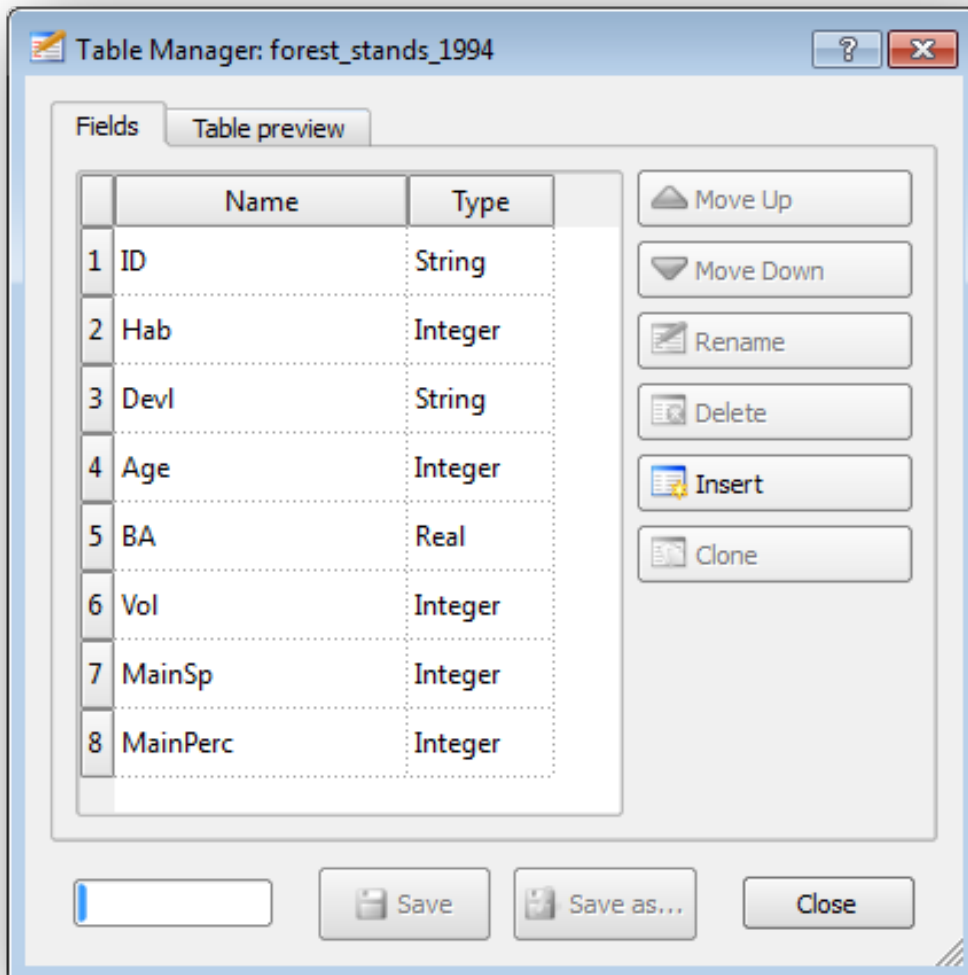 Table Manager: forest_stands_1994 ?
Fields Table preview
Name Type
1 ID String
2 Hab Integer
3 Devl String
4 Age Integer
5 BA Real
6 Vol Integer
7 MainSp Integer
8 MainPerc Integer
Move Up
Move Down
Rename
Delete
Insert
Clone
Save Save as... Close